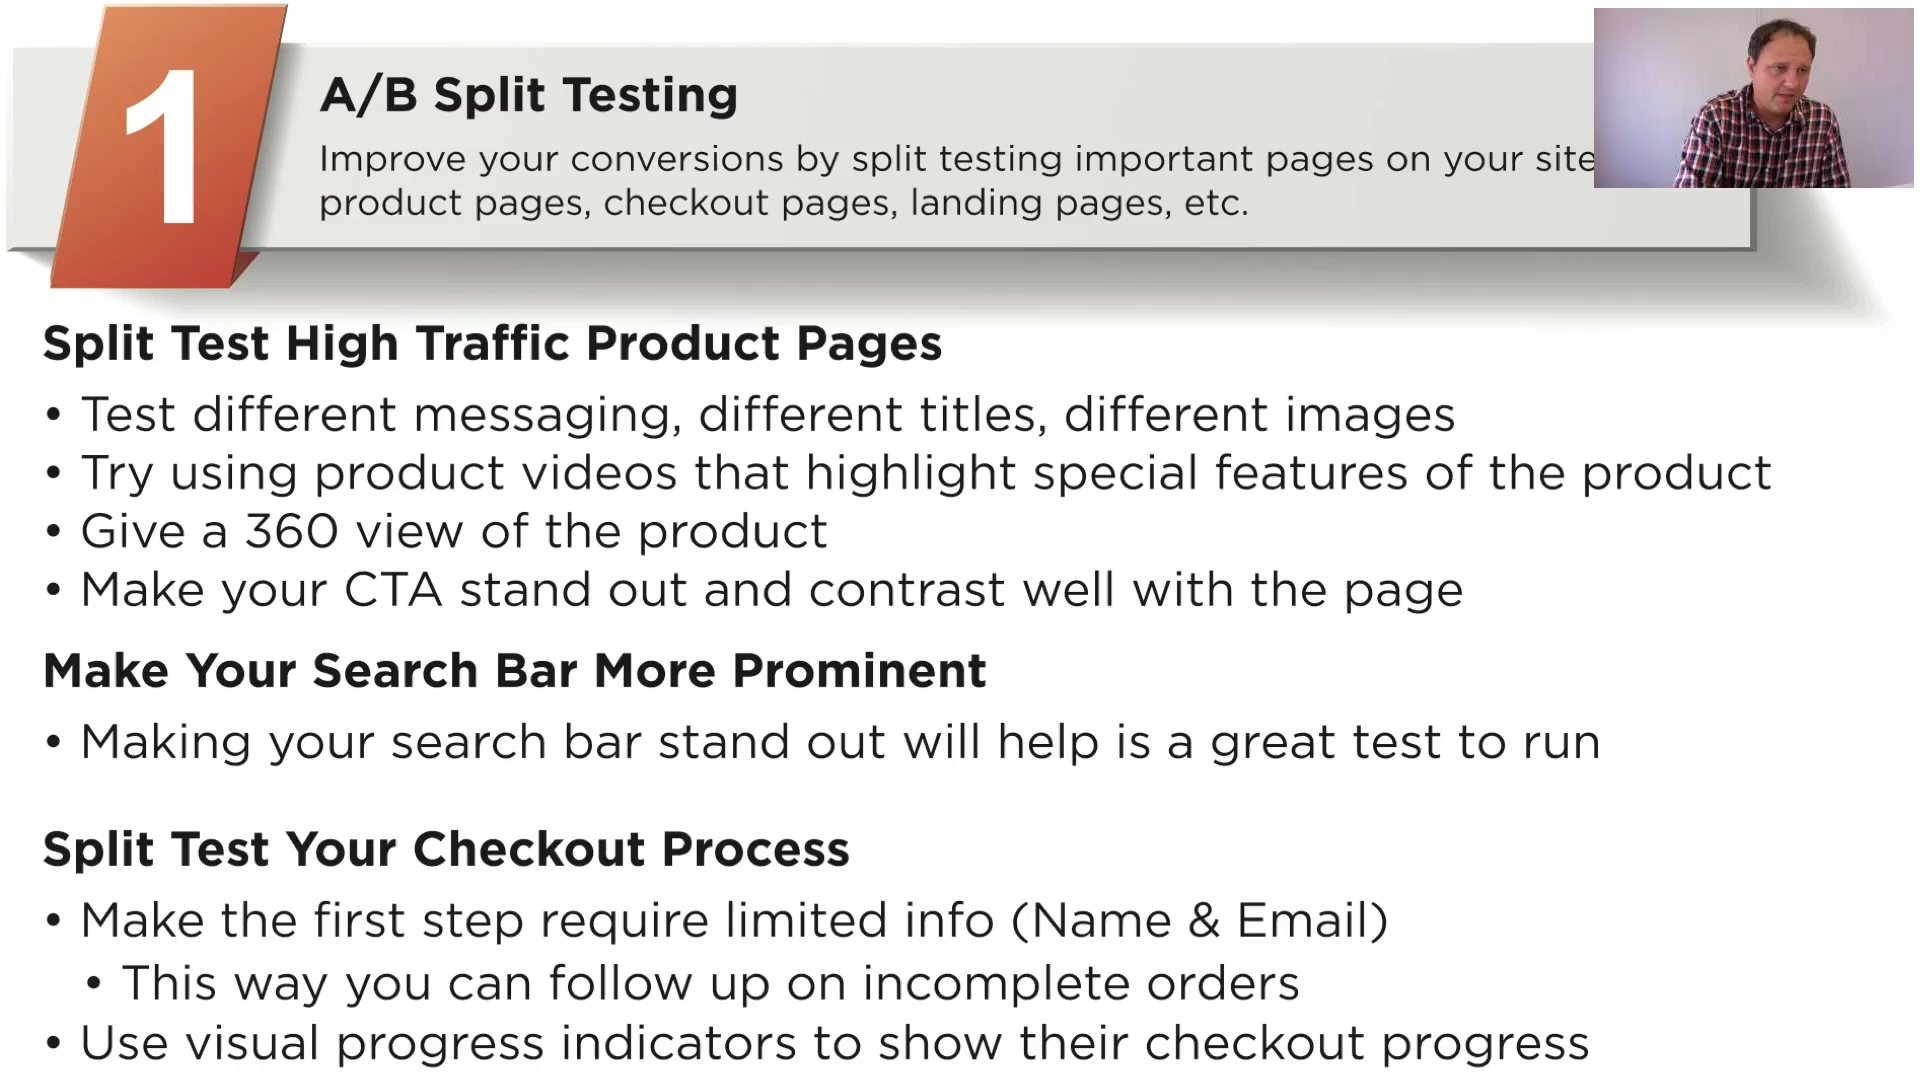 1
A/B Split Testing
Improve your conversions by split testing important pages on your site
product pages, checkout pages, landing pages, etc.
Split Test High Traffic Product Pages
• Test different messaging, different titles, different images
• Try using product videos that highlight special features of the product
• Give a 360 view of the product
• Make your CTA stand out and contrast well with the page
Make Your Search Bar More Prominent
• Making your search bar stand out will help is a great test to run
Split Test Your Checkout Process
• Make the first step require limited info (Name & Email)
• This way you can follow up on incomplete orders
• Use visual progress indicators to show their checkout progress